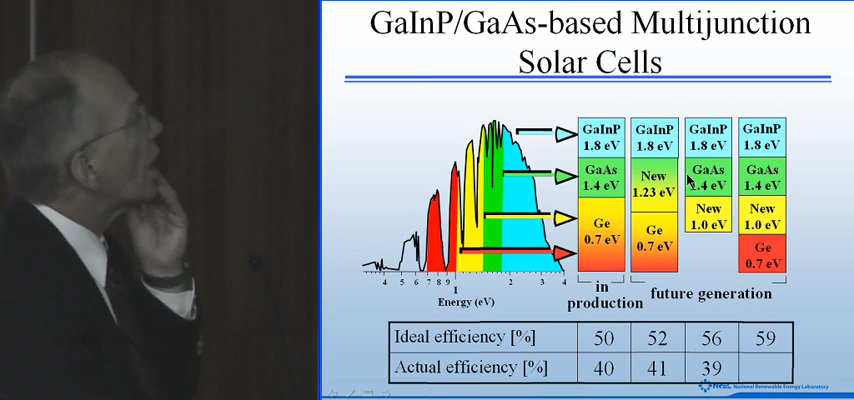 GaInP/GaAs-based Multijunction
Solar Cells
GaInP GaInP GaInP GaInP
1.8 eV 1.8 eV 1.8 eV 1.8 eV
GaAs New GaAs GaAs
1.4 eV 1.23 eV 1.4 eV 1.4 eV
Ge Ge New New
0.7 eV 0.7 eV 1.0 eV 1.0 eV
Ge
0.7 eV
4 5 6 7 8 9 1 2 3 4
Energy (eV)
in
production
future generation
Ideal efficiency [%] 50 52 56 59
Actual efficiency [%] 40 41 39
NREL National Renewable Energy Laboratory